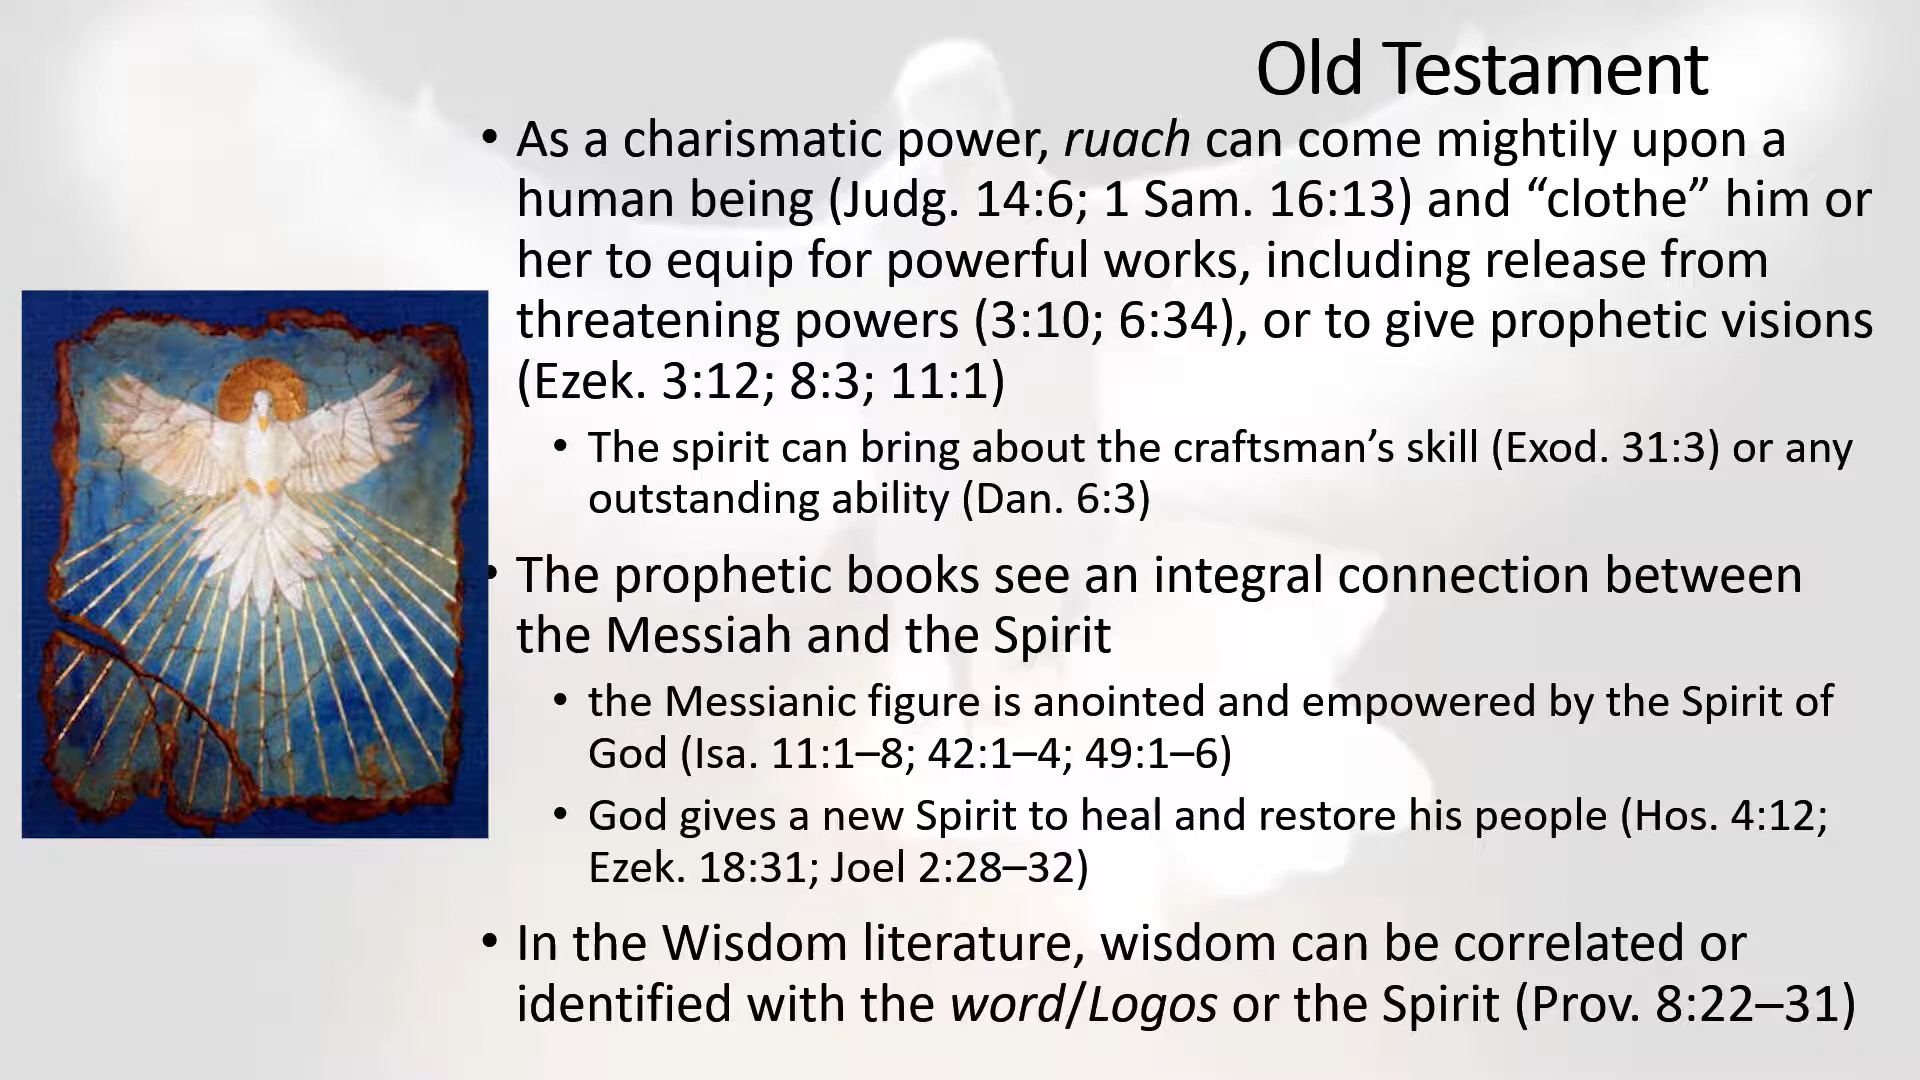 Old Testament
• As a charismatic power, ruach can come mightily upon a
human being (Judg. 14:6; 1 Sam. 16:13) and “clothe” him or
her to equip for powerful works, including release from
threatening powers (3:10; 6:34), or to give prophetic visions
(Ezek. 3:12; 8:3; 11:1)
• The spirit can bring about the craftsman’s skill (Exod. 31:3) or any
outstanding ability (Dan. 6:3)
• The prophetic books see an integral connection between
the Messiah and the Spirit
• the Messianic figure is anointed and empowered by the Spirit of
God (Isa. 11:1–8; 42:1–4; 49:1–6)
• God gives a new Spirit to heal and restore his people (Hos. 4:12;
Ezek. 18:31; Joel 2:28–32)
• In the Wisdom literature, wisdom can be correlated or
identified with the word/Logos or the Spirit (Prov. 8:22–31)